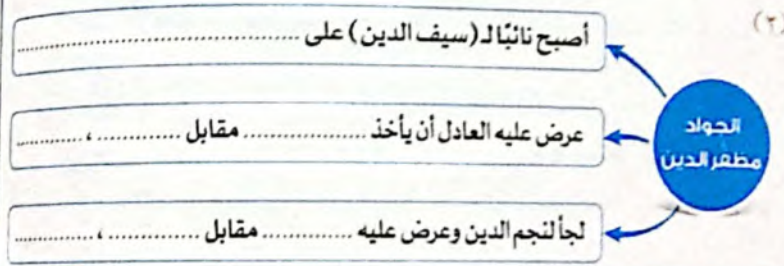 (٢)
أصبح نائبًا لـ (سيف الدين) على ........................................
الجواد
مظفر الدين
عرض عليه العادل أن يأخذ .................. مقابل .............. ، ............
لجأ لنجم الدين وعرض عليه .............. مقابل .............. ، ..............